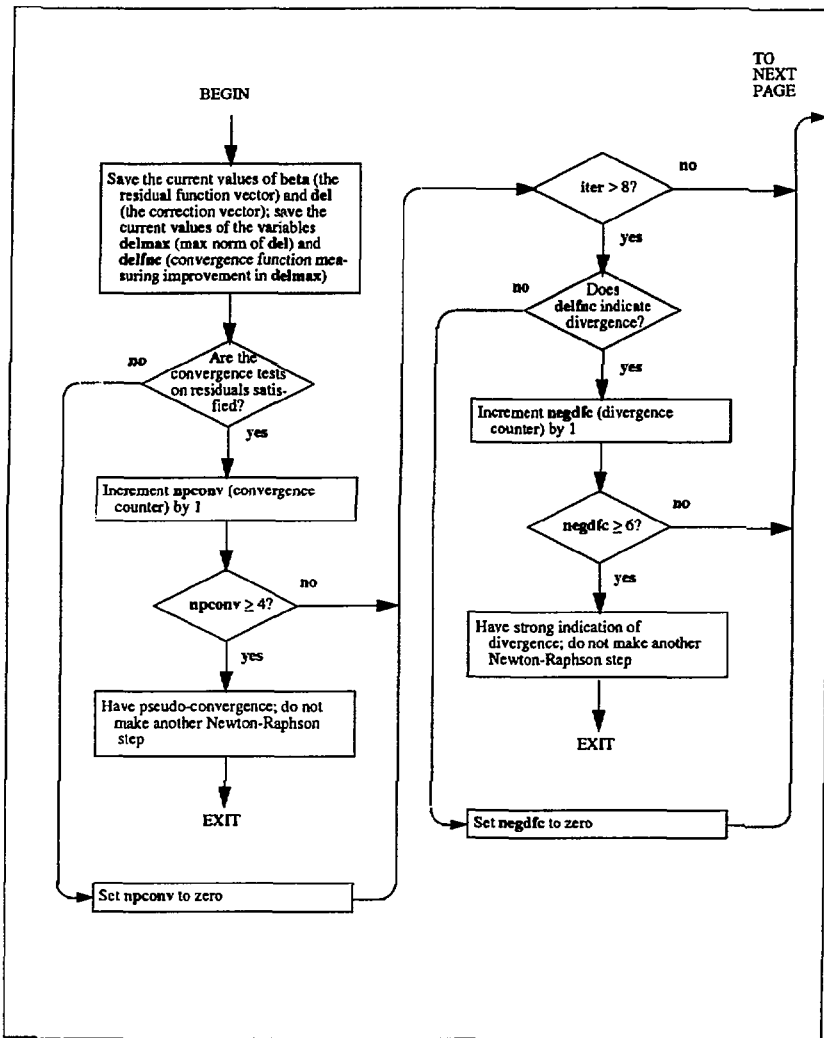 BEGIN
Save the current values of beta (the
residual function vector) and del
(the correction vector); save the
current values of the variables
delmax (max norm of del) and
delfnc (convergence function mea-
suring improvement in delmax)
no
Are the
convergence tests
on residuals satis-
fied?
yes
Increment npconv (convergence
counter) by 1
npconv ≥ 4?
no
yes
Have pseudo-convergence; do not
make another Newton-Raphson
step
EXIT
Set npconv to zero
TO
NEXT
PAGE
iter > 8?
no
yes
no
Does
delfnc indicate
divergence?
yes
Increment negdfc (divergence
counter) by 1
negdfc ≥ 6?
no
yes
Have strong indication of
divergence; do not make another
Newton-Raphson step
EXIT
Set negdfc to zero